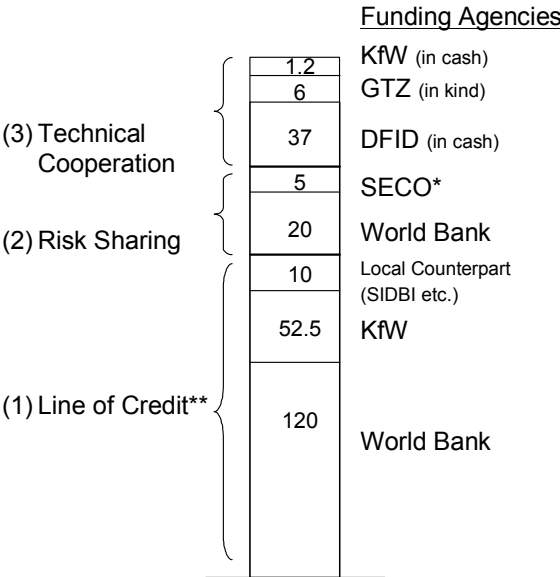 Funding Agencies
1.2 KfW (in cash)
6 GTZ (in kind)
(3) Technical
Cooperation
37 DFID (in cash)
5 SECO*
(2) Risk Sharing
20 World Bank
10 Local Counterpart
(SIDBI etc.)
52.5 KfW
(1) Line of Credit**
120
World Bank